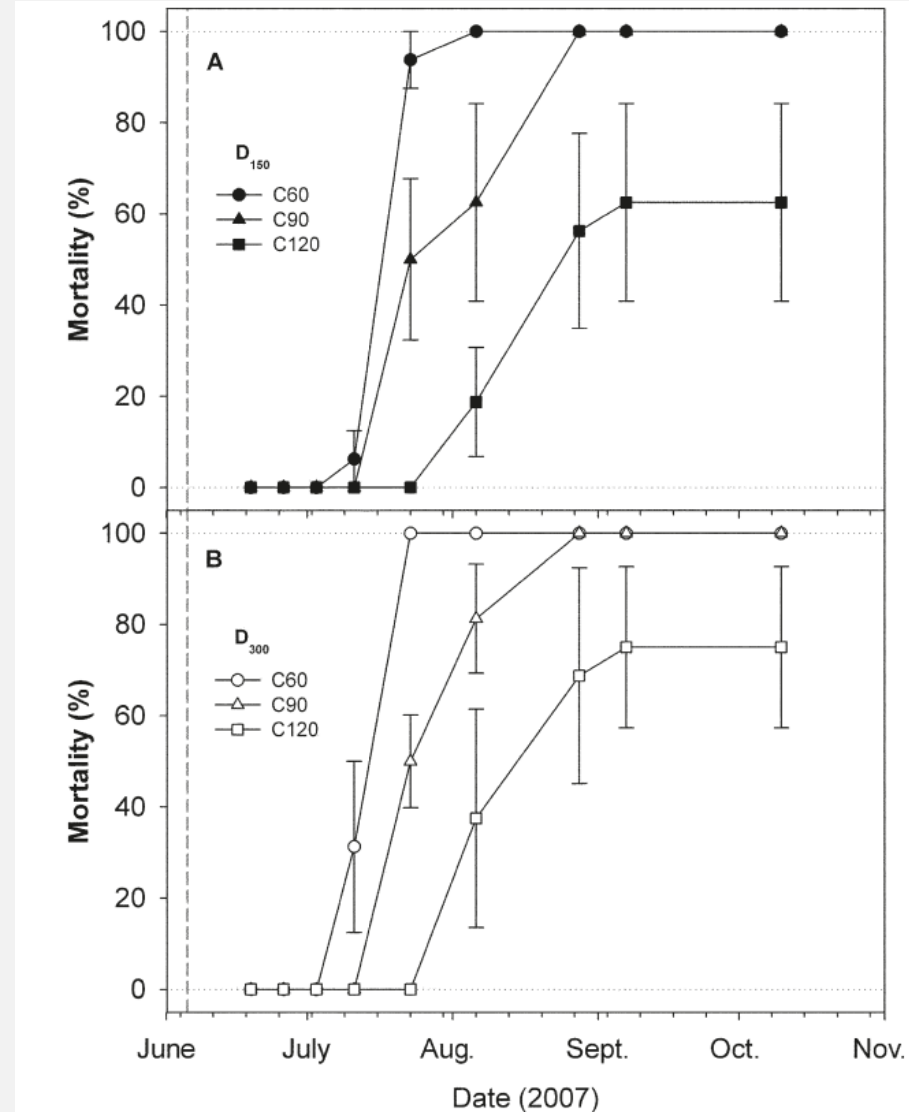 100
80
60
40
20
0
Mortality (%)
A
D150
C60
C90
C120
100
80
60
40
20
0
Mortality (%)
B
D300
C60
C90
C120
June July Aug. Sept. Oct. Nov.
Date (2007)